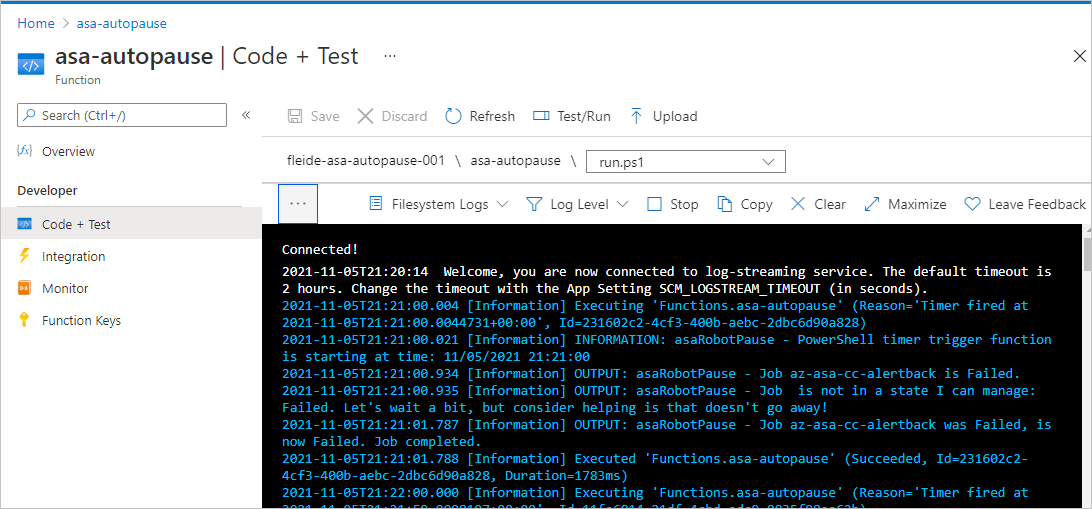 Home > asa-autopause
asa-autopause | Code + Test ...
Function
Search (Ctrl+/) «
Overview
Developer
Code + Test
Integration
Monitor
Function Keys
Save Discard Refresh Test/Run Upload
fleide-asa-autopause-001 \ asa-autopause \ run.ps1
... Filesystem Logs Log Level Stop Copy Clear Maximize Leave Feedback
Connected!
2021-11-05T21:20:14  Welcome, you are now connected to log-streaming service. The default timeout is
2 hours. Change the timeout with the App Setting SCM_LOGSTREAM_TIMEOUT (in seconds).
2021-11-05T21:21:00.004 [Information] Executing 'Functions.asa-autopause' (Reason='Timer fired at
2021-11-05T21:21:00.0044731+00:00', Id=231602c2-4cf3-400b-aebc-2dbc6d90a828)
2021-11-05T21:21:00.021 [Information] INFORMATION: asaRobotPause - PowerShell timer trigger function
is starting at time: 11/05/2021 21:21:00
2021-11-05T21:21:00.934 [Information] OUTPUT: asaRobotPause - Job az-asa-cc-alertback is Failed.
2021-11-05T21:21:00.935 [Information] OUTPUT: asaRobotPause - Job  is not in a state I can manage:
Failed. Let's wait a bit, but consider helping is that doesn't go away!
2021-11-05T21:21:01.787 [Information] OUTPUT: asaRobotPause - Job az-asa-cc-alertback was Failed, is
now Failed. Job completed.
2021-11-05T21:21:01.788 [Information] Executed 'Functions.asa-autopause' (Succeeded, Id=231602c2-
4cf3-400b-aebc-2dbc6d90a828, Duration=1783ms)
2021-11-05T21:22:00.000 [Information] Executing 'Functions.asa-autopause' (Reason='Timer fired at